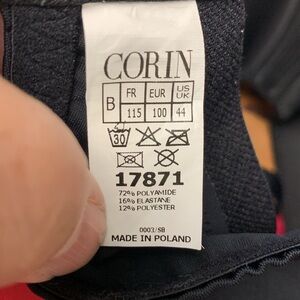 CORIN
B FR EUR US UK
115 100 44
30
17871
72% POLYAMIDE
16% ELASTANE
12% POLYESTER
0003/SB
MADE IN POLAND